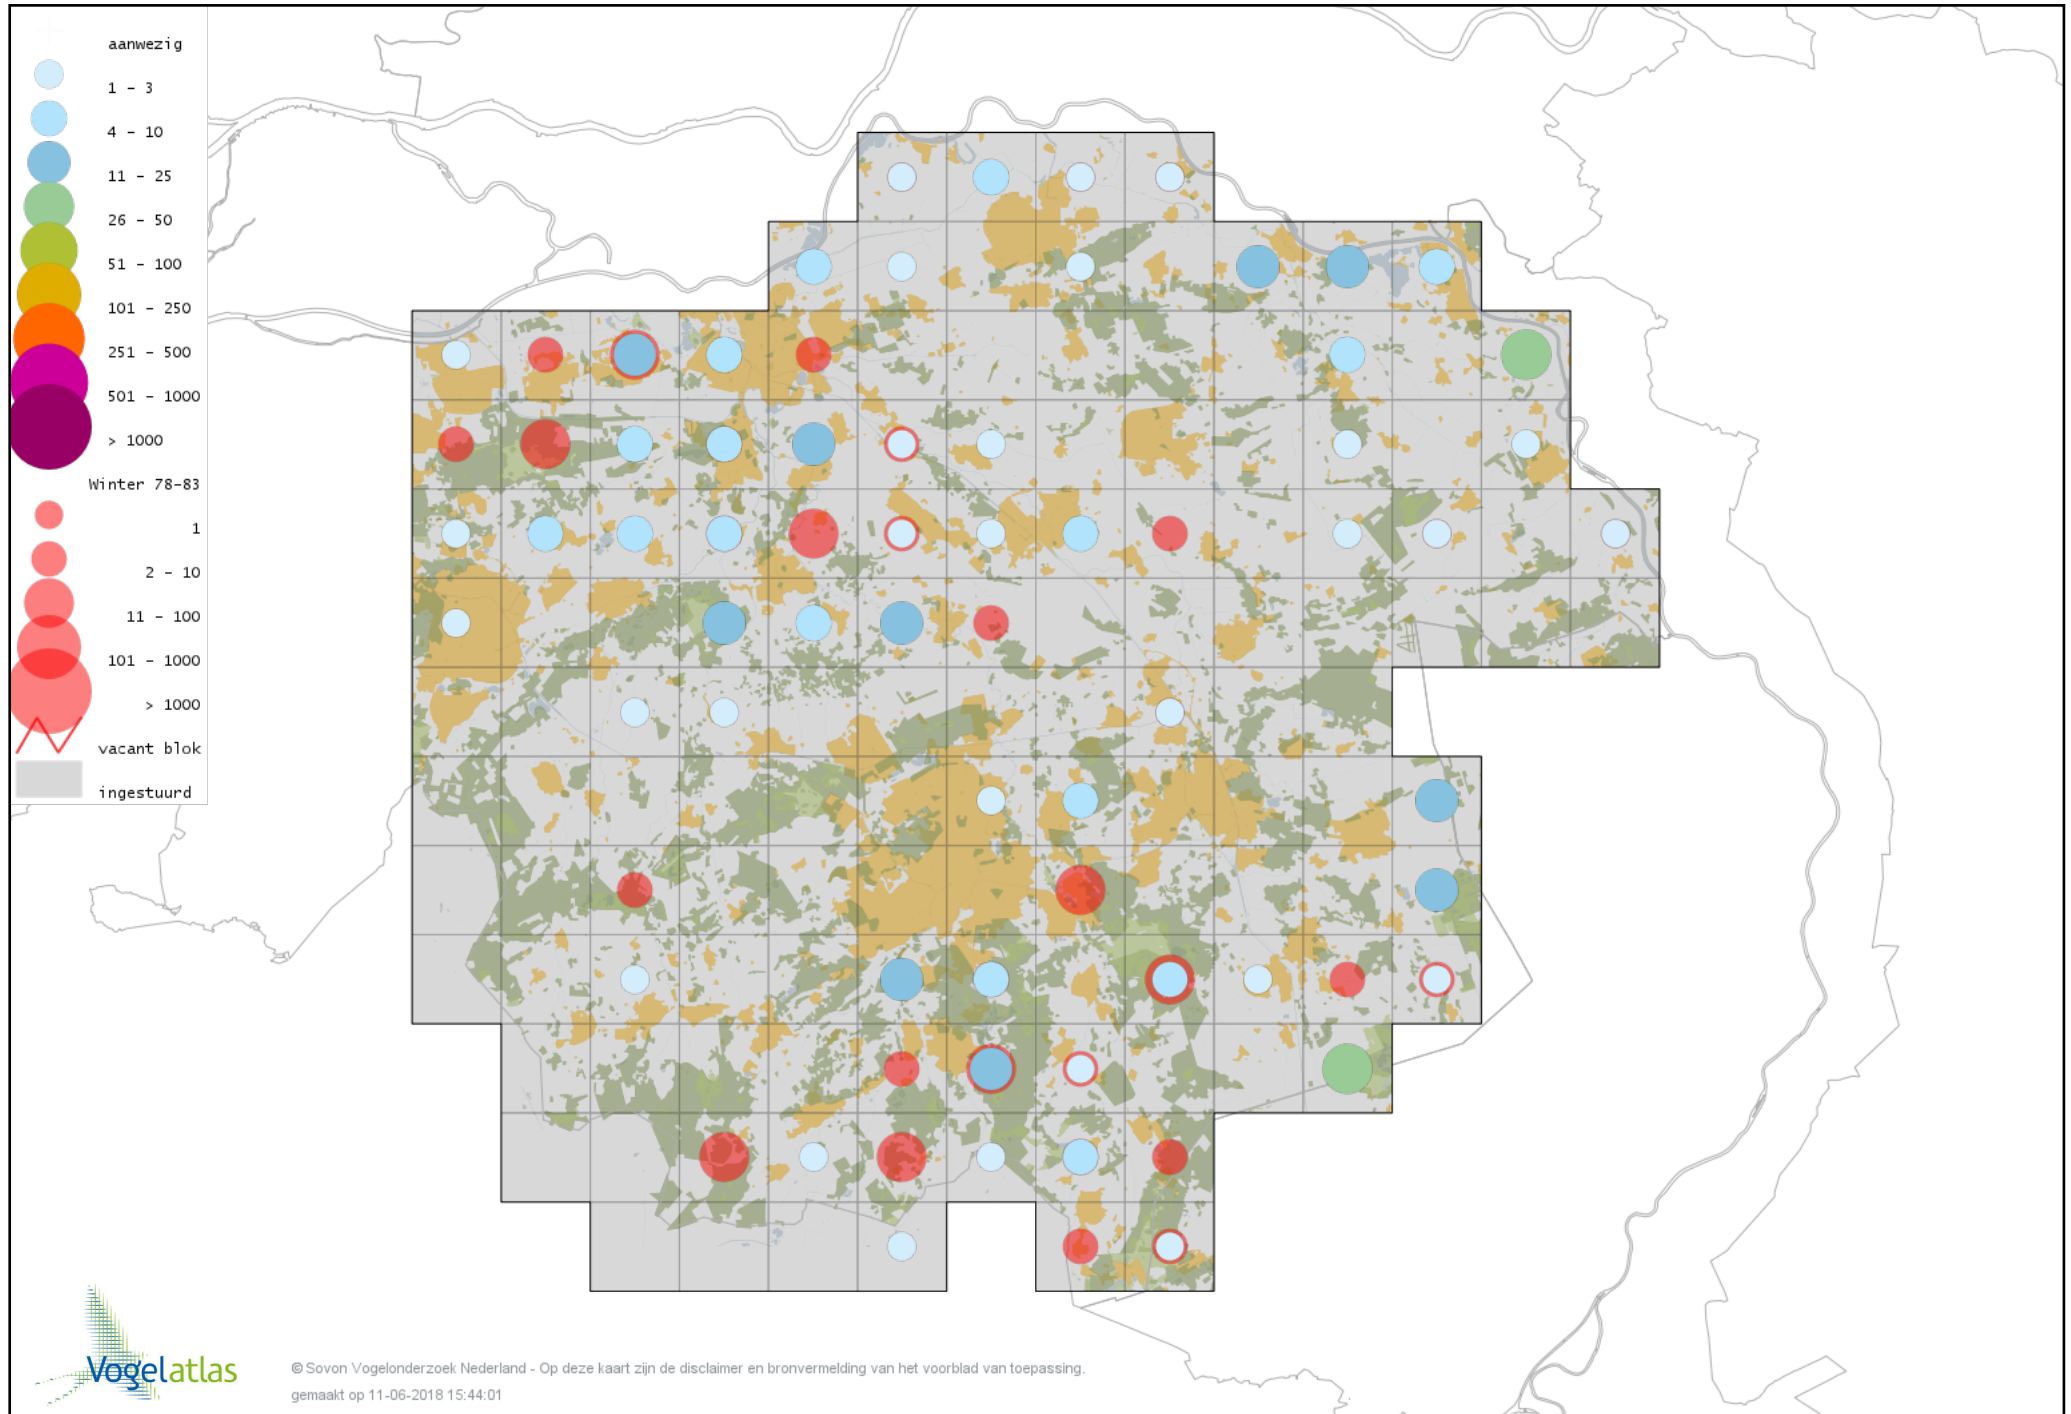 aanwezig
1 - 3
4 - 10
11 - 25
26 - 50
51 - 100
101 - 250
251 - 500
501 - 1000
> 1000
Winter 78-83
1
2 - 10
11 - 100
101 - 1000
> 1000
vacant blok
ingestuurd
Vogelatlas
© Sovon Vogelonderzoek Nederland - Op deze kaart zijn de disclaimer en bronvermelding van het voorblad van toepassing.
gemaakt op 11-06-2018 15:44:01